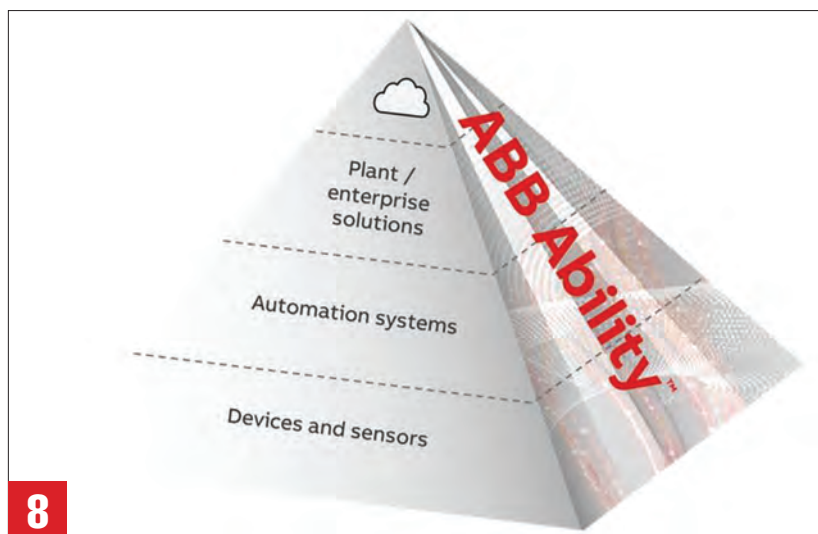 Plant /
enterprise
solutions
Automation systems
Devices and sensors
ABB Ability™
8